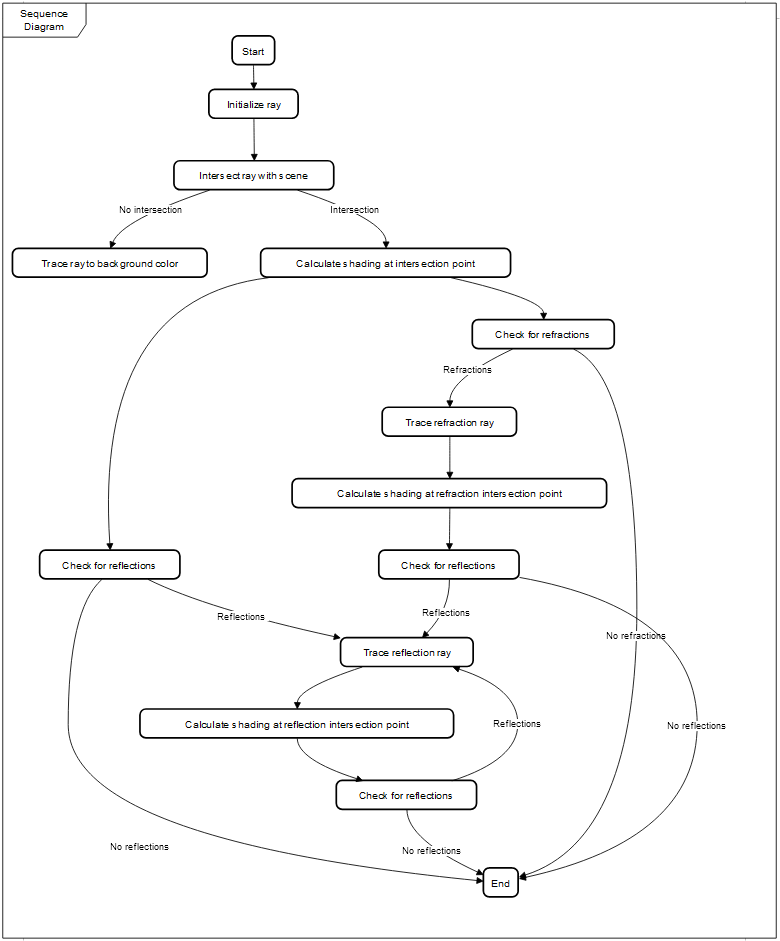 Sequence
Diagram
Start
Initialize ray
Intersect ray with scene
No intersection
Intersection
Trace ray to background color
Calculate shading at intersection point
Check for refractions
Refractions
Trace refraction ray
Calculate shading at refraction intersection point
Check for reflections
Check for reflections
Reflections
Reflections
No refractions
Trace reflection ray
Calculate shading at reflection intersection point
Reflections
No reflections
Check for reflections
No reflections
No reflections
End